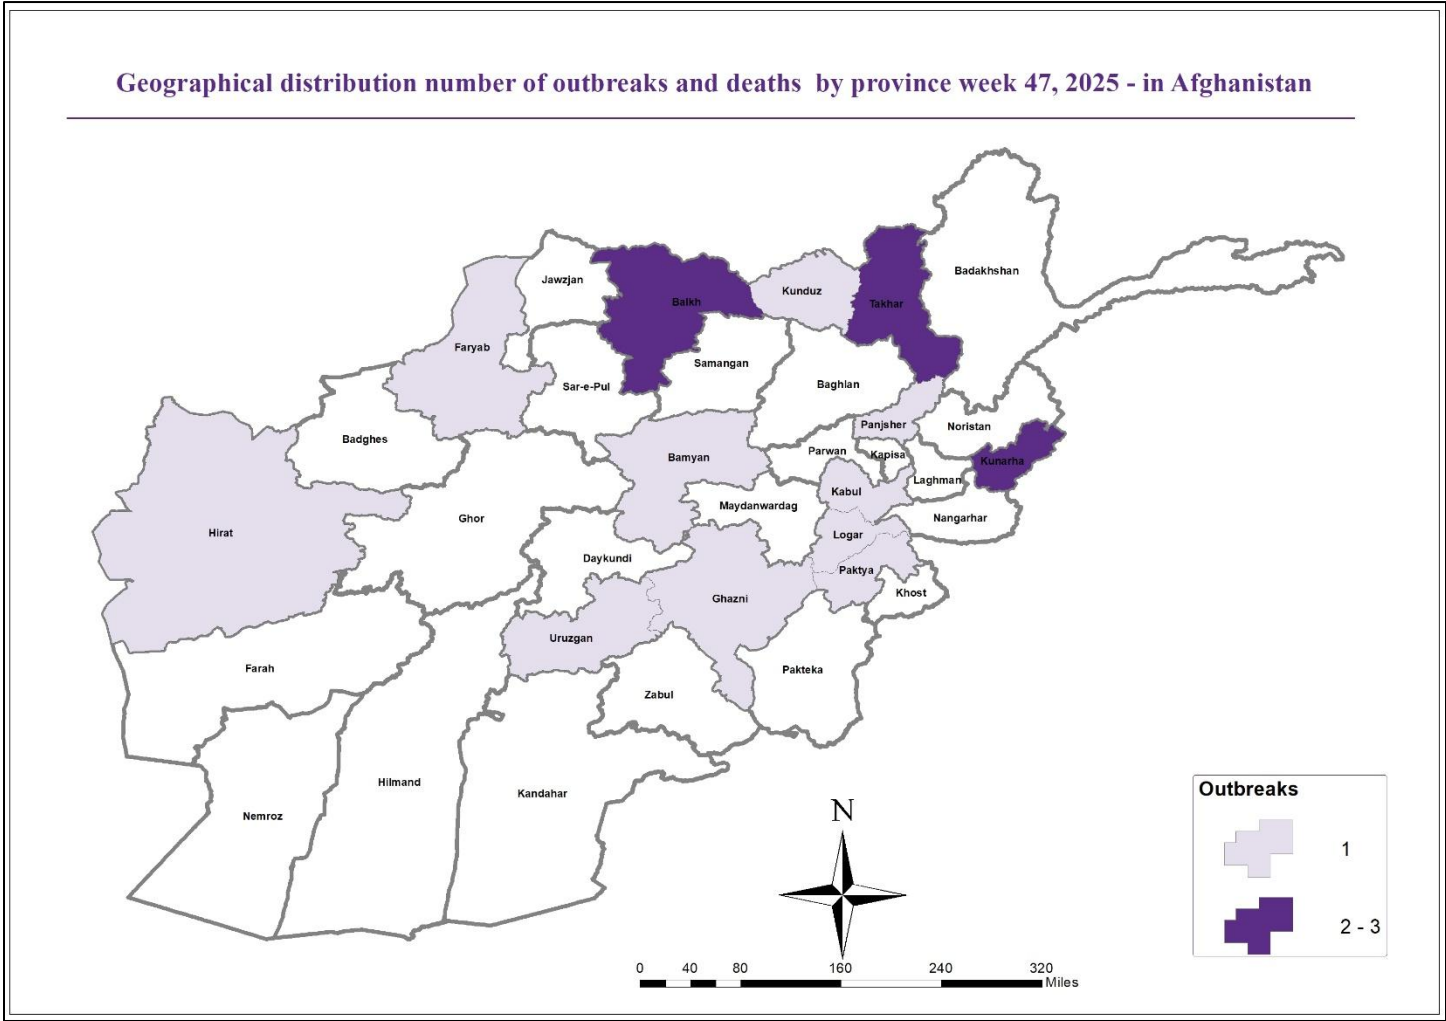 Geographical distribution number of outbreaks and deaths by province week 47, 2025 - in Afghanistan
Badakhshan
Jawzjan
Kunduz
Balkh
Takhar
Faryab
Samangan
Sar-e-Pul
Baghlan
Panjsher
Noristan
Badghes
Parwan
Kapisa
Bamyan
Kunarha
Laghman
Kabul
Maydanwardag
Ghor
Nangarhar
Hirat
Logar
Daykundi
Paktya
Khost
Ghazni
Uruzgan
Farah
Pakteka
Zabul
Hilmand
Kandahar
Nemroz
Outbreaks
1
2 - 3
N
0 40 80 160 240 320
Miles